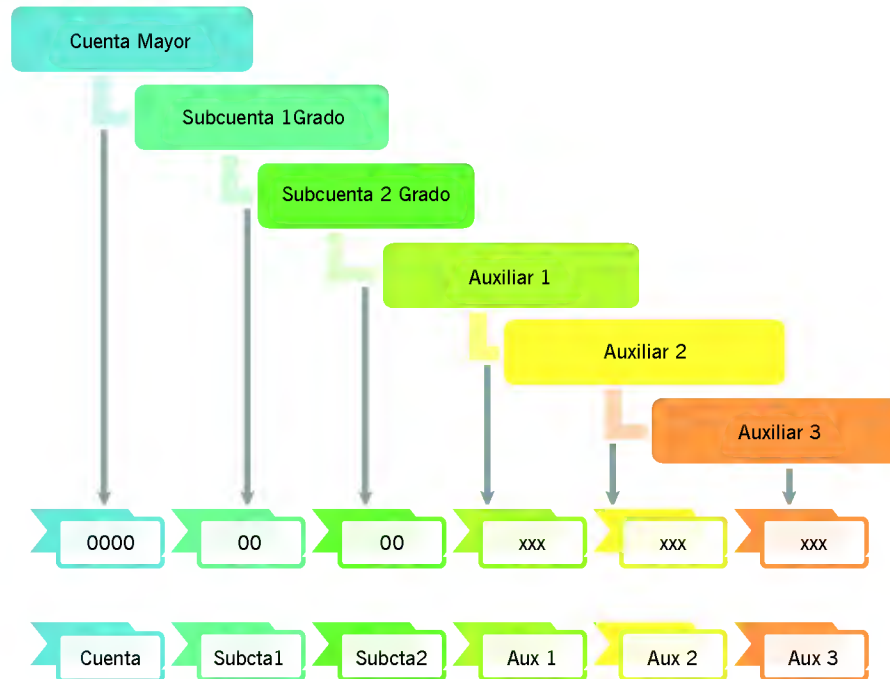 Cuenta Mayor
Subcuenta 1Grado
Subcuenta 2 Grado
Auxiliar 1
Auxiliar 2
Auxiliar 3
0000 00 00 xxx xxx xxx
Cuenta Subcta1 Subcta2 Aux 1 Aux 2 Aux 3